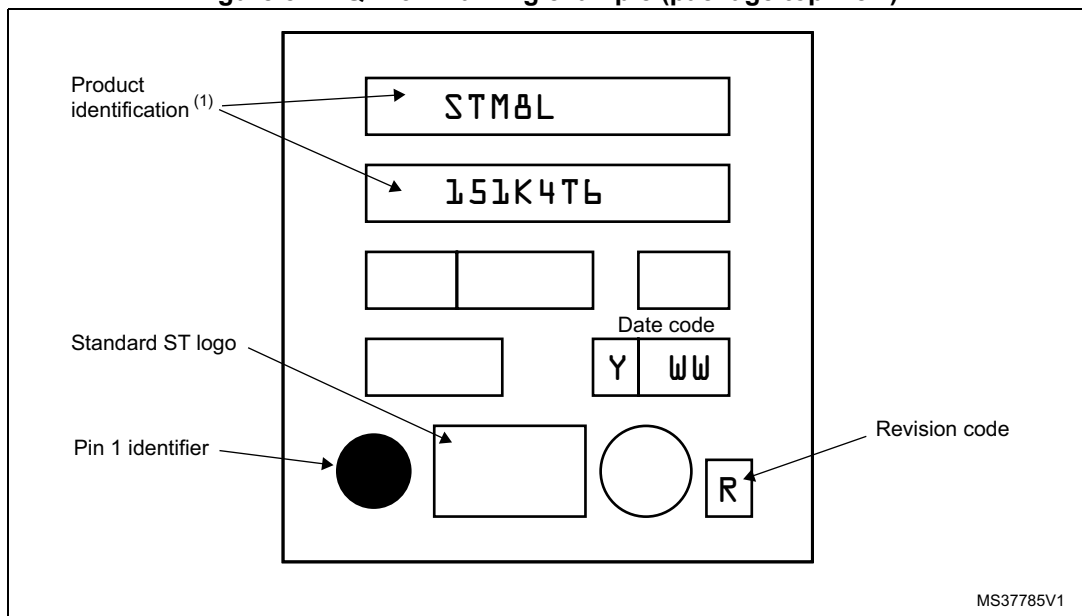 Product
identification (1)
STM8L
151K4T6
Date code
Standard ST logo
Y WW
Pin 1 identifier
Revision code
R
MS37785V1